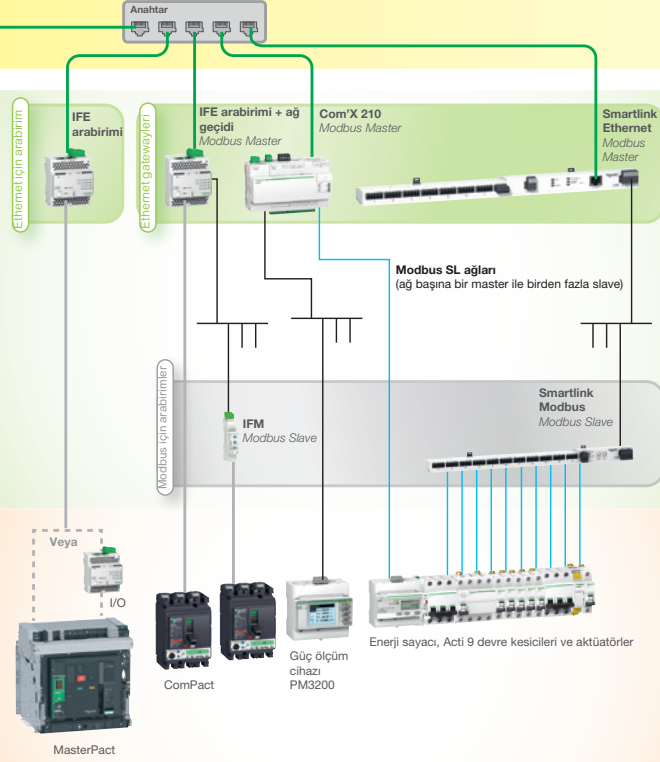 Anahtar
Ethernet için arabirim
IFE
arabirimi
Ethernet gatewayleri
IFE arabirimi + ağ
geçidi
Modbus Master
Com'X 210
Modbus Master
Smartlink
Ethernet
Modbus
Master
Modbus SL ağları
(ağ başına bir master ile birden fazla slave)
Modbus için arabirimler
IFM
Modbus Slave
Smartlink
Modbus
Modbus Slave
Veya
I/O
MasterPact
ComPact
Güç ölçüm
cihazı
PM3200
Enerji sayacı, Acti 9 devre kesicileri ve aktüatörler